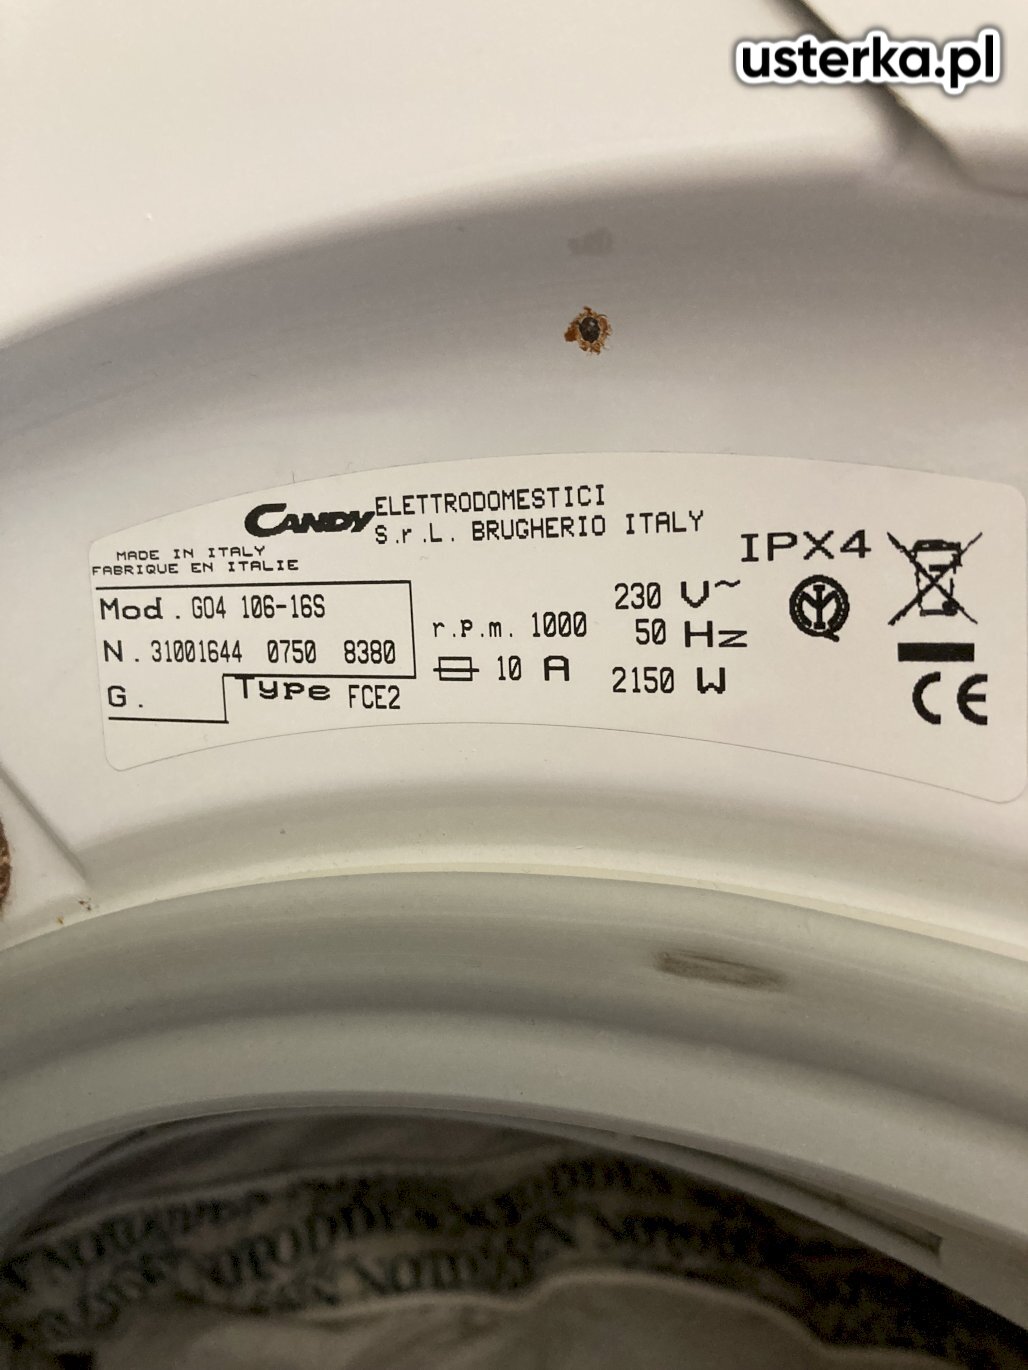 usterka.pl
CANDY ELETTRODOMESTICI
S.r.L. BRUGHERIO ITALY
MADE IN ITALY
FABRIQUE EN ITALIE
IPX4
Mod. GO4 106-16S
N. 31001644 0750 8380
G.
Type FCE2
r.p.m. 1000
10 A
230 V~
50 Hz
2150 W
CE